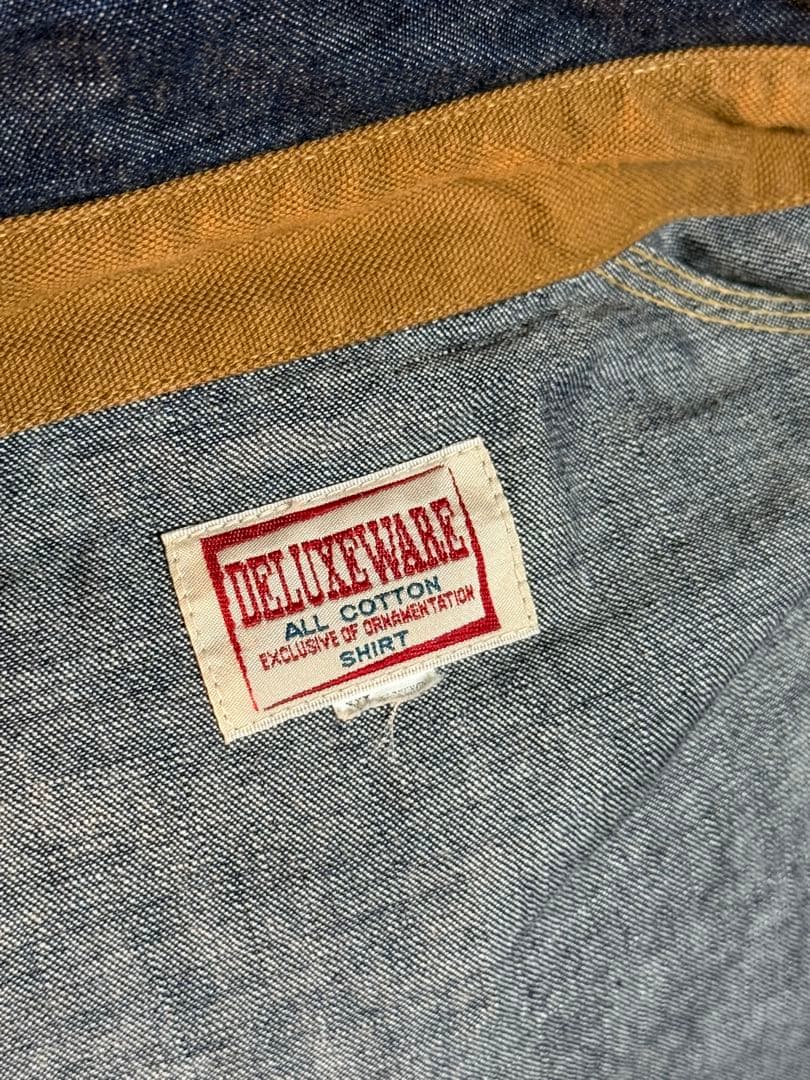 DELUXEWARE
ALL COTTON
EXCLUSIVE OF ORNAMENTATION
SHIRT